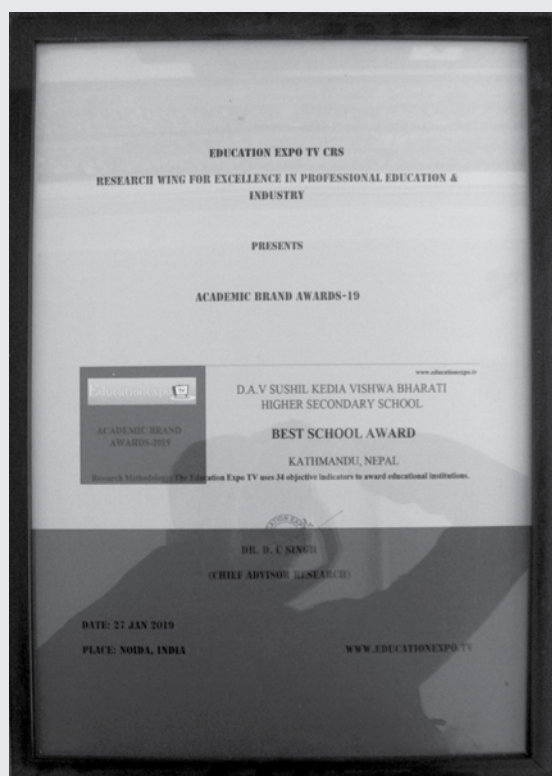 EDUCATION EXPO TV CRS
RESEARCH WING FOR EXCELLENCE IN PROFESSIONAL EDUCATION &
INDUSTRY
PRESENTS
ACADEMIC BRAND AWARDS-19
www.educationexpo.tv
Educationexpo TV
ACADEMIC BRAND
AWARDS-2019
D.A.V SUSHIL KEDIA VISHWA BHARATI
HIGHER SECONDARY SCHOOL
BEST SCHOOL AWARD
KATHMANDU, NEPAL
Research Methodology: The Education Expo TV uses 34 objective indicators to award educational institutions.
DR. D. C SINGH
(CHIEF ADVISOR RESEARCH)
DATE: 27 JAN 2019
PLACE: NOIDA, INDIA
WWW.EDUCATIONEXPO.TV